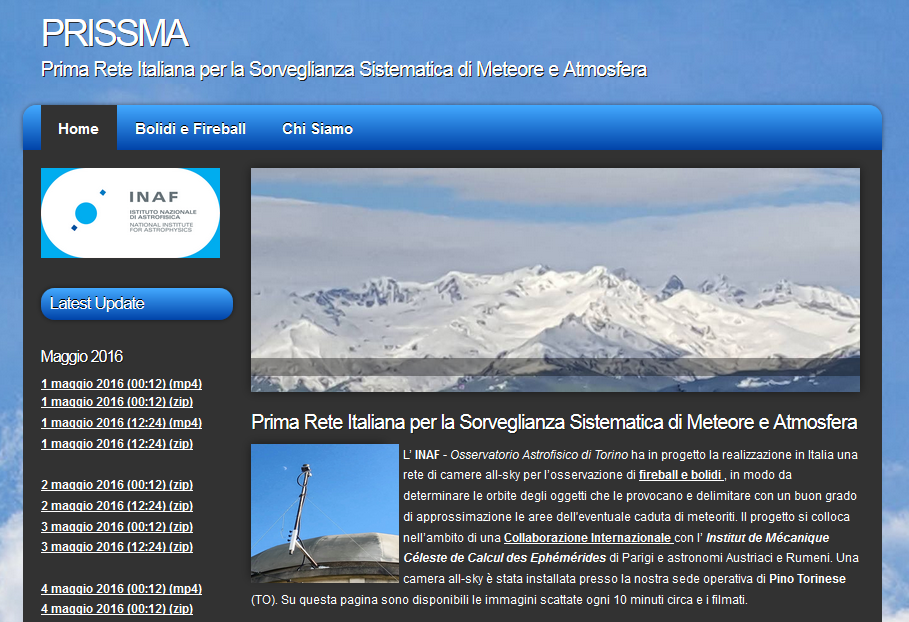 PRISSMA
Prima Rete Italiana per la Sorveglianza Sistematica di Meteore e Atmosfera
Home
Bolidi e Fireball
Chi Siamo
INAF
ISTITUTO NAZIONALE
DI ASTROFISICA
NATIONAL INSTITUTE
FOR ASTROPHYSICS
Latest Update
Maggio 2016
1 maggio 2016 (00:12) (mp4)
1 maggio 2016 (00:12) (zip)
1 maggio 2016 (12:24) (mp4)
1 maggio 2016 (12:24) (zip)
2 maggio 2016 (00:12) (zip)
2 maggio 2016 (12:24) (zip)
3 maggio 2016 (00:12) (zip)
3 maggio 2016 (12:24) (zip)
4 maggio 2016 (00:12) (mp4)
4 maggio 2016 (00:12) (zip)
Prima Rete Italiana per la Sorveglianza Sistematica di Meteore e Atmosfera
L' INAF - Osservatorio Astrofisico di Torino ha in progetto la realizzazione in Italia una
rete di camere all-sky per l'osservazione di fireball e bolidi , in modo da
determinare le orbite degli oggetti che le provocano e delimitare con un buon grado
di approssimazione le aree dell'eventuale caduta di meteoriti. Il progetto si colloca
nell'ambito di una Collaborazione Internazionale con l' Institut de Mécanique
Céleste de Calcul des Ephémérides di Parigi e astronomi Austriaci e Rumeni. Una
camera all-sky è stata installata presso la nostra sede operativa di Pino Torinese
(TO). Su questa pagina sono disponibili le immagini scattate ogni 10 minuti circa e i filmati.